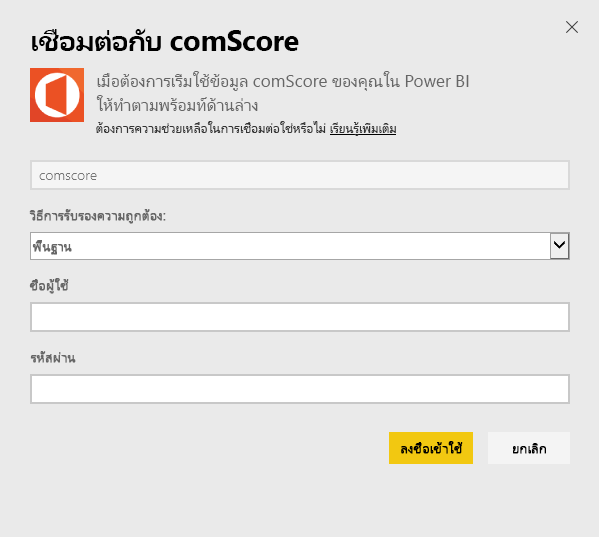 เชื่อมต่อกับ comScore
เมื่อต้องการเริ่มใช้ข้อมูล comScore ของคุณใน Power BI
ให้ทำตามพร้อมท์ด้านล่าง
ต้องการความช่วยเหลือในการเชื่อมต่อใช่หรือไม่ เรียนรู้เพิ่มเติม
comscore
วิธีการรับรองความถูกต้อง:
พื้นฐาน
ชื่อผู้ใช้
รหัสผ่าน
ลงชื่อเข้าใช้
ยกเลิก